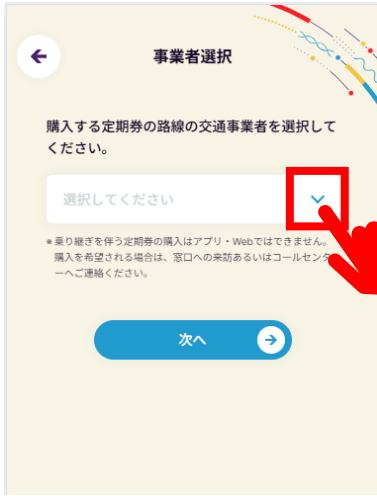 事業者選択
購入する定期券の路線の交通事業者を選択して
ください。
選択してください
※乗り継ぎを伴う定期券の購入はアプリ・Webではできません。
購入を希望される場合は、窓口への来訪あるいはコールセンタ
ーへご連絡ください。
次へ